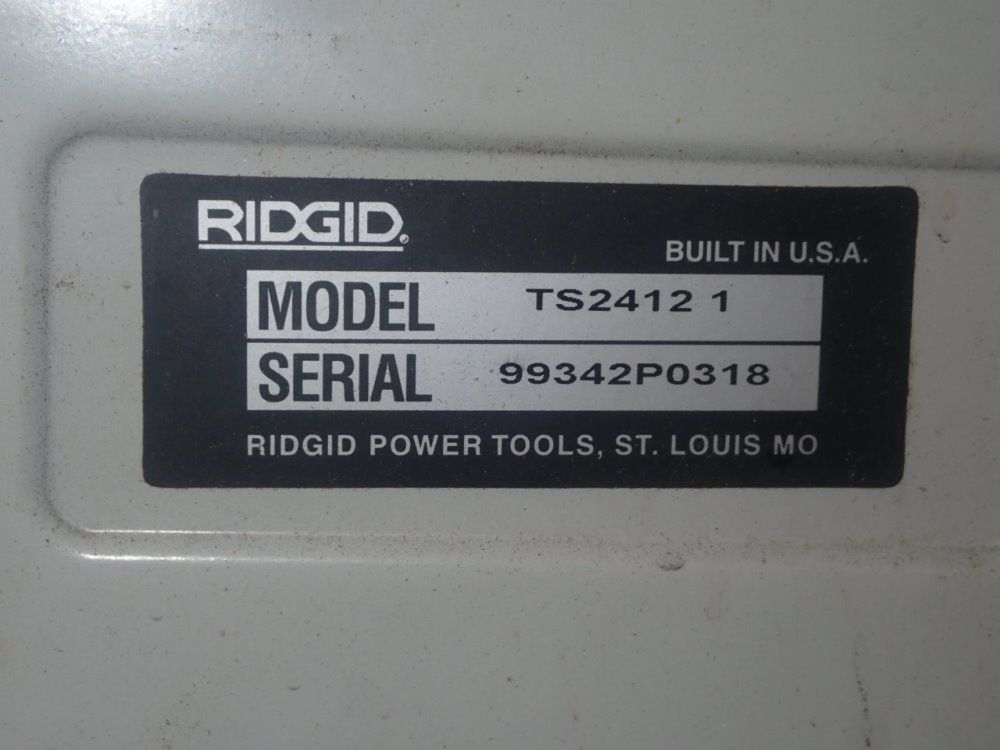 RIDGID.
BUILT IN U.S.A.
MODEL TS2412 1
SERIAL 99342P0318
RIDGID POWER TOOLS, ST. LOUIS MO